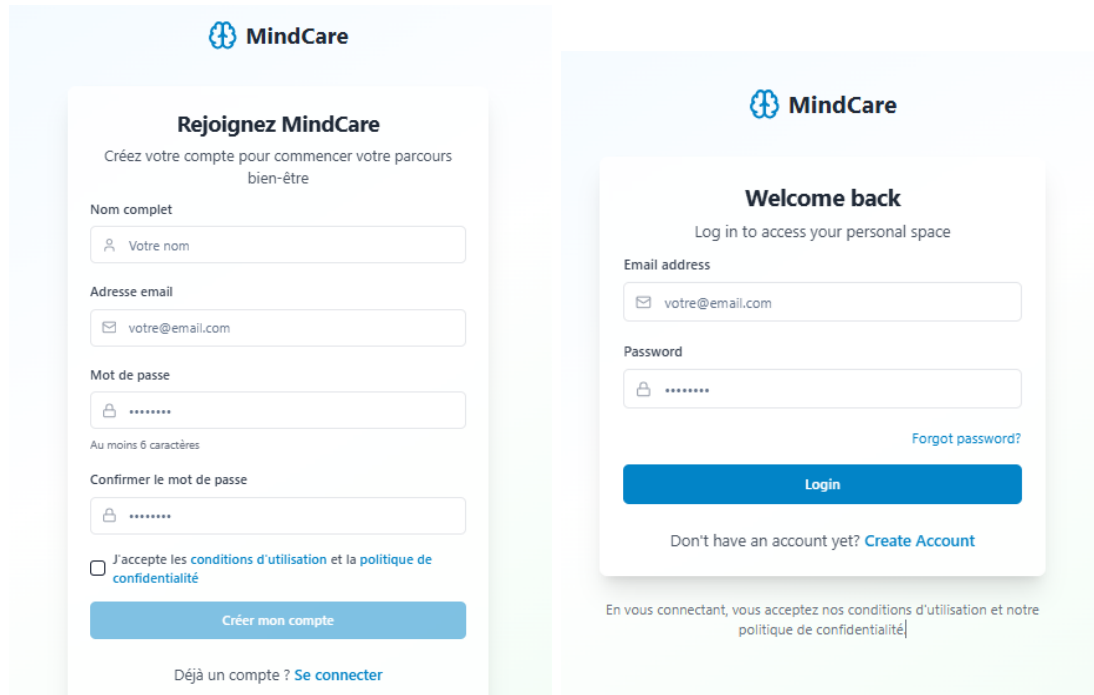 MindCare
Rejoignez MindCare
Créez votre compte pour commencer votre parcours
bien-être
Nom complet
Votre nom
Adresse email
votre@email.com
Mot de passe
••••••••
Au moins 6 caractères
Confirmer le mot de passe
••••••••
J'accepte les conditions d'utilisation et la politique de
confidentialité
Créer mon compte
Déjà un compte ? Se connecter
MindCare
Welcome back
Log in to access your personal space
Email address
votre@email.com
Password
••••••••
Forgot password?
Login
Don't have an account yet? Create Account
En vous connectant, vous acceptez nos conditions d'utilisation et notre
politique de confidentialité.